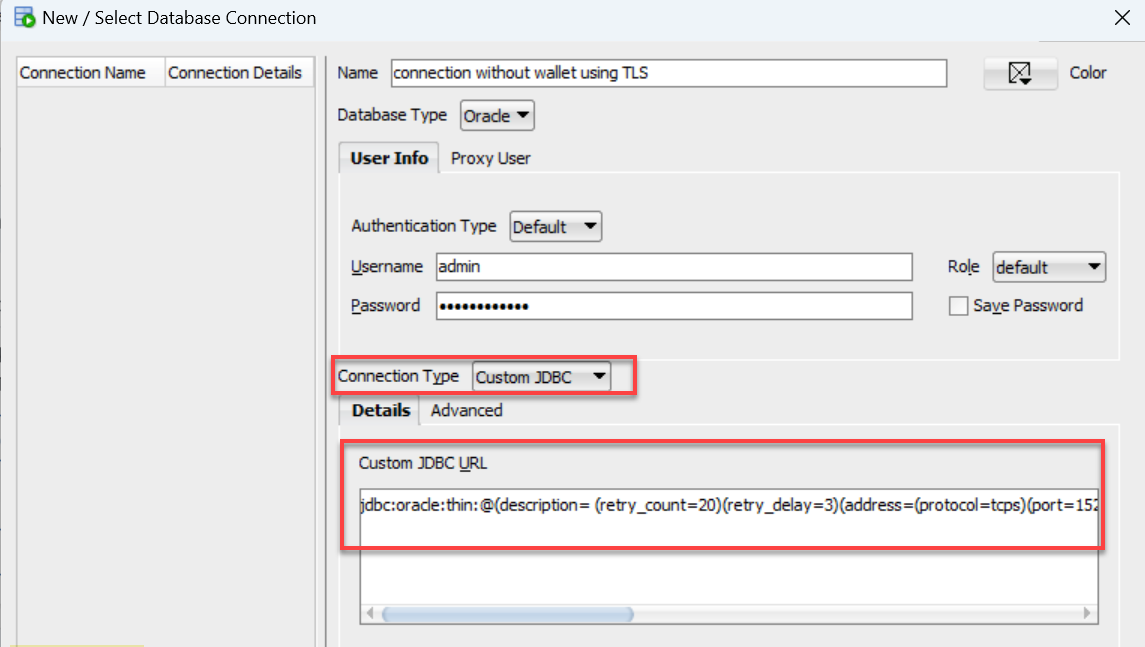 New / Select Database Connection
Connection Name Connection Details
Name connection without wallet using TLS Color
Database Type Oracle
User Info Proxy User
Authentication Type Default
Username admin Role default
Password •••••••••••• Save Password
Connection Type Custom JDBC
Details Advanced
Custom JDBC URL
jdbc:oracle:thin:@(description= (retry_count=20)(retry_delay=3)(address=(protocol=tcps)(port=152